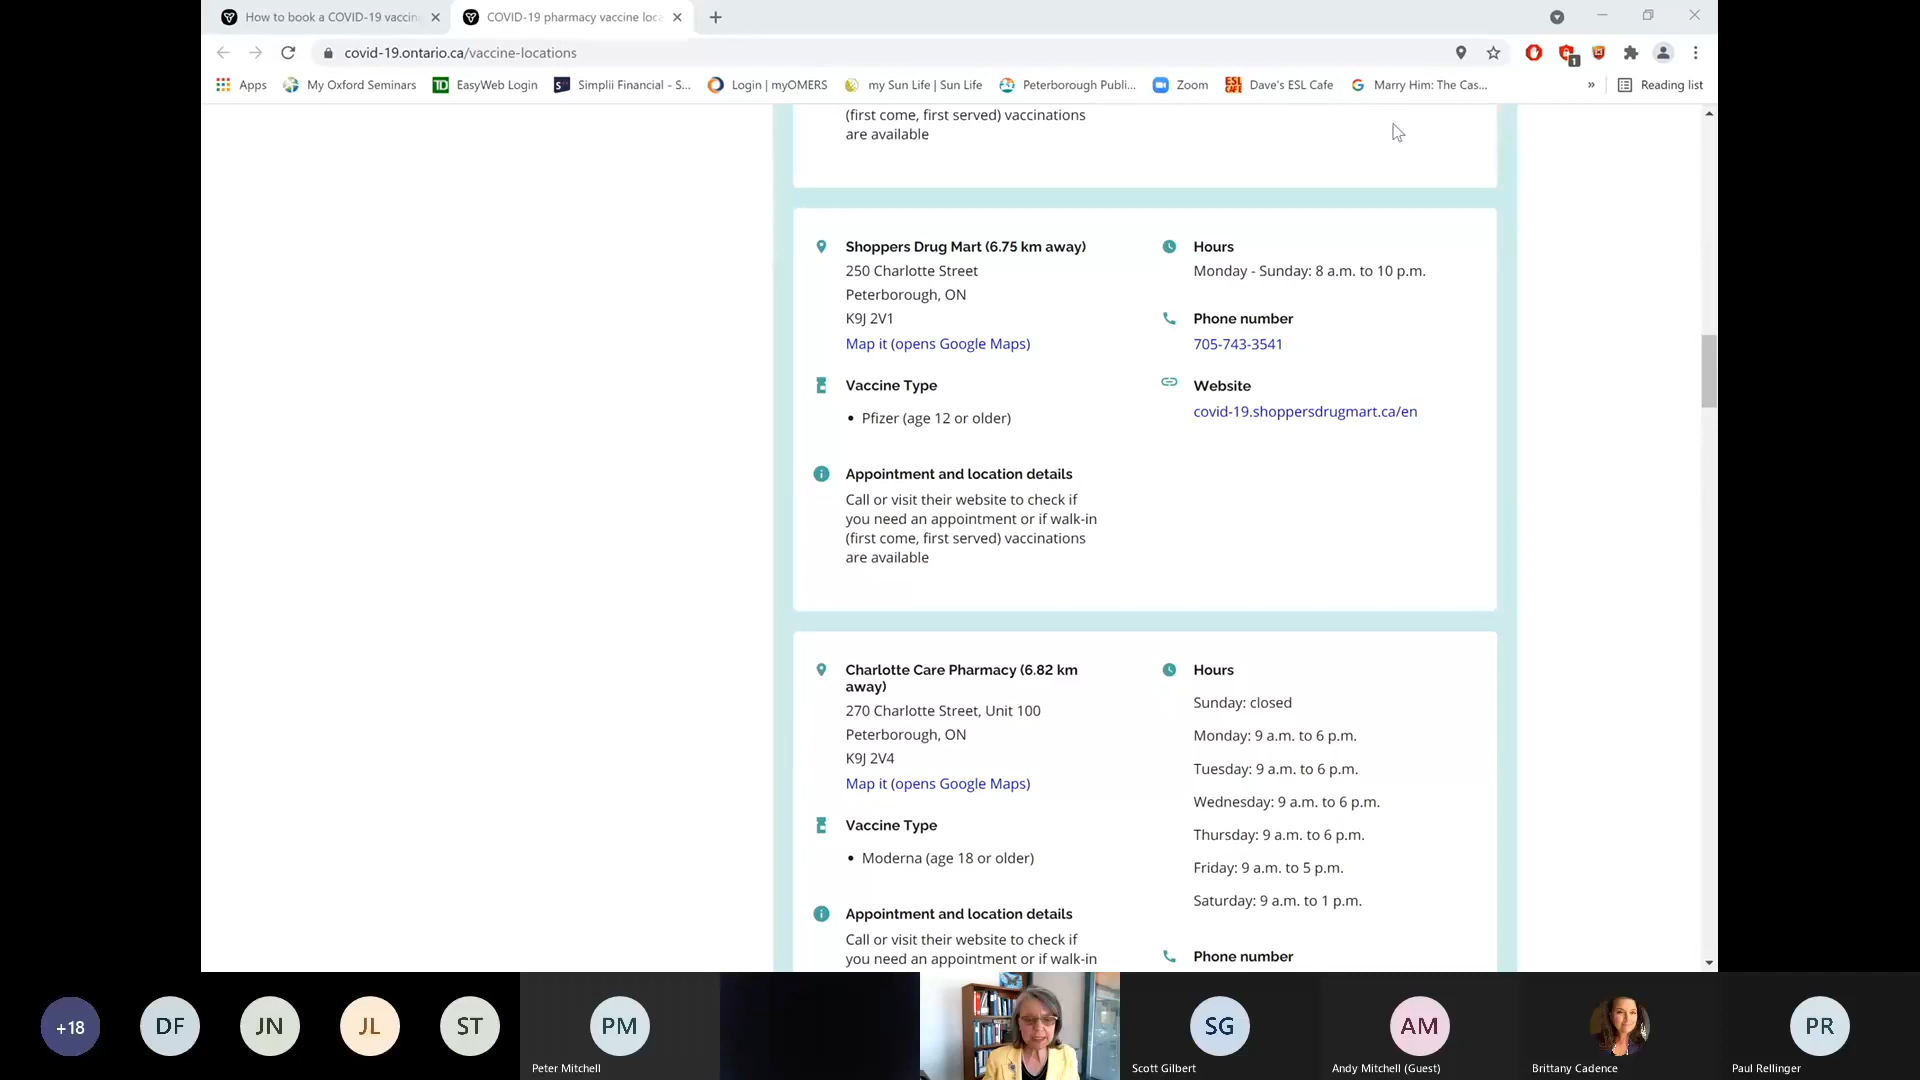 How to book a COVID-19 vaccin
COVID-19 pharmacy vaccine loca
covid-19.ontario.ca/vaccine-locations
1
Apps
My Oxford Seminars
TD
EasyWeb Login
Simplii Financial - S...
Login | myOMERS
my Sun Life | Sun Life
Peterborough Publi...
Zoom
ESL CAFE
Dave's ESL Cafe
G
Marry Him: The Cas...
»
Reading list
(first come, first served) vaccinations
are available
Shoppers Drug Mart (6.75 km away)
250 Charlotte Street
Peterborough, ON
K9J 2V1
Map it (opens Google Maps)
Vaccine Type
• Pfizer (age 12 or older)
Appointment and location details
Call or visit their website to check if
you need an appointment or if walk-in
(first come, first served) vaccinations
are available
Hours
Monday - Sunday: 8 a.m. to 10 p.m.
Phone number
705-743-3541
Website
covid-19.shoppersdrugmart.ca/en
Charlotte Care Pharmacy (6.82 km
away)
270 Charlotte Street, Unit 100
Peterborough, ON
K9J 2V4
Map it (opens Google Maps)
Vaccine Type
• Moderna (age 18 or older)
Appointment and location details
Call or visit their website to check if
you need an appointment or if walk-in
Hours
Sunday: closed
Monday: 9 a.m. to 6 p.m.
Tuesday: 9 a.m. to 6 p.m.
Wednesday: 9 a.m. to 6 p.m.
Thursday: 9 a.m. to 6 p.m.
Friday: 9 a.m. to 5 p.m.
Saturday: 9 a.m. to 1 p.m.
Phone number
+18
DF
JN
JL
ST
PM
Peter Mitchell
SG
Scott Gilbert
AM
Andy Mitchell (Guest)
Brittany Cadence
PR
Paul Rellinger